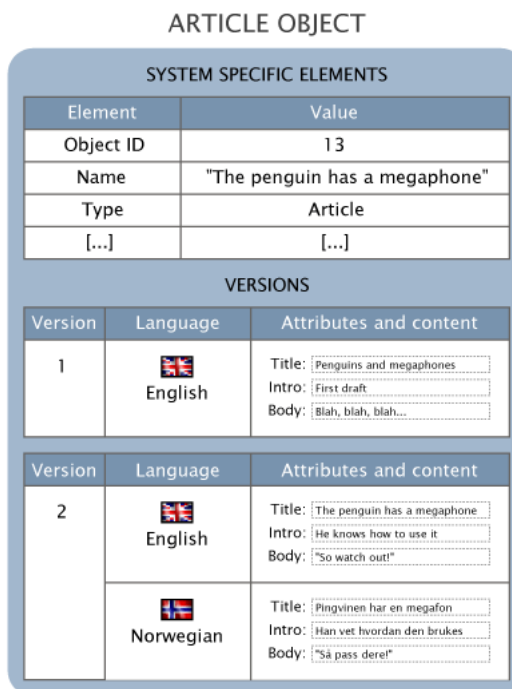 ARTICLE OBJECT
SYSTEM SPECIFIC ELEMENTS
Element Value
Object ID 13
Name "The penguin has a megaphone"
Type Article
[...] [...]
VERSIONS
Version Language Attributes and content
1 English Title: Penguins and megaphones
Intro: First draft
Body: Blah, blah, blah...
Version Language Attributes and content
2 English Title: The penguin has a megaphone
Intro: He knows how to use it
Body: "So watch out!"
Norwegian Title: Pingvinen har en megafon
Intro: Han vet hvordan den brukes
Body: "Så pass dere!"